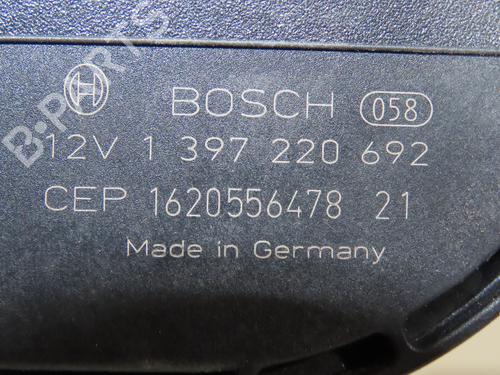 B-PARTS
BOSCH 058
12V 1 397 220 692
CEP 1620556478 21
Made in Germany